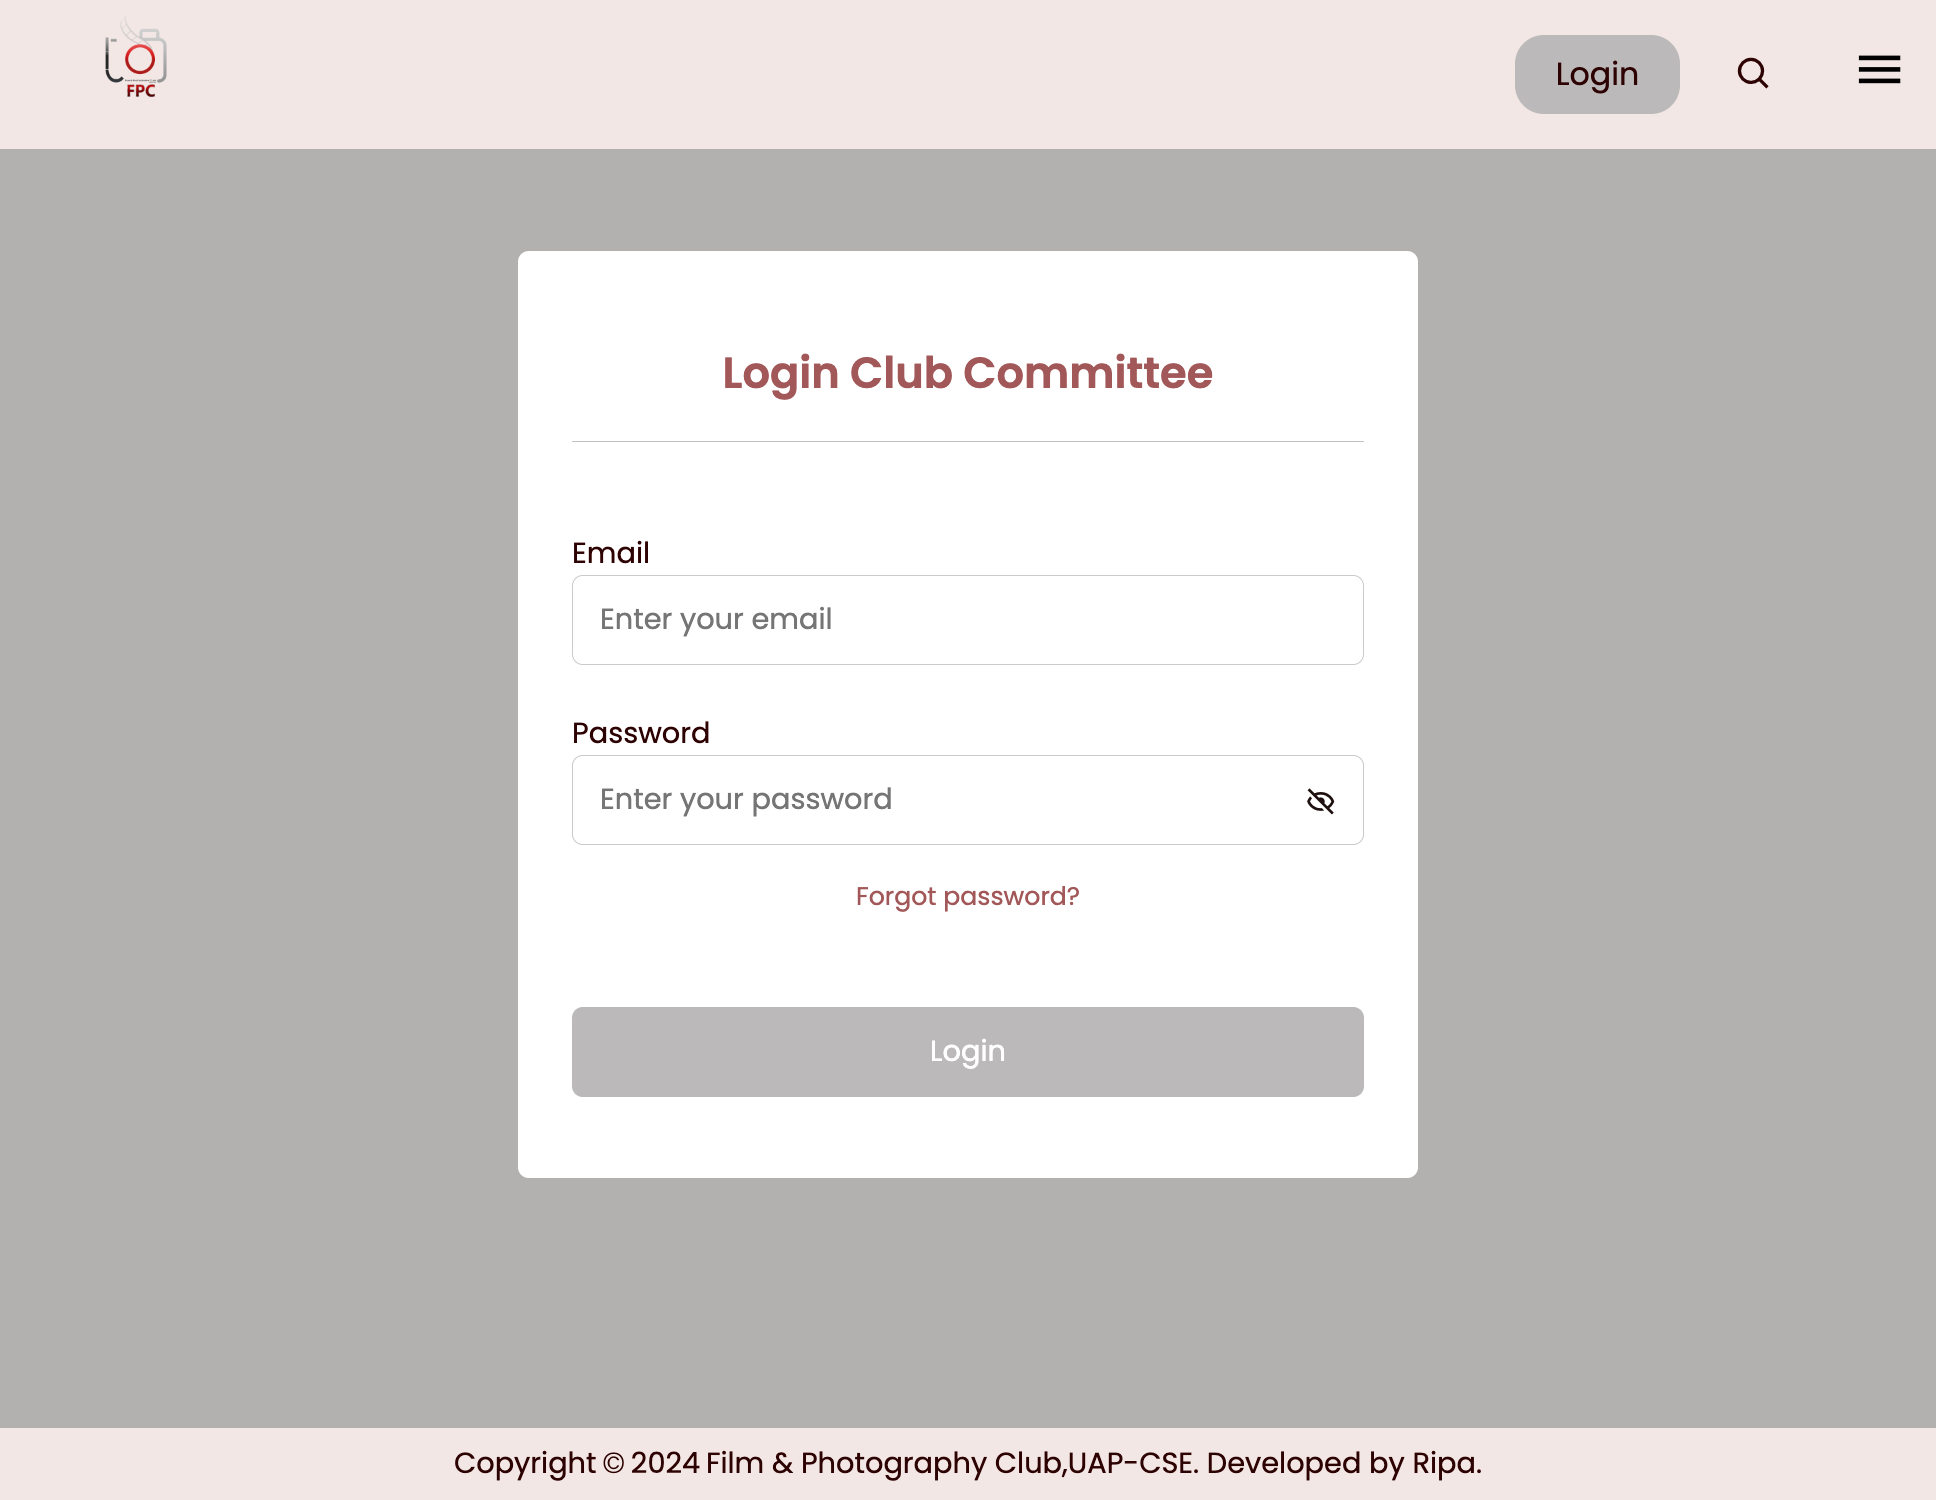 FPC
Login
Login Club Committee
Email
Enter your email
Password
Enter your password
Forgot password?
Login
Copyright © 2024 Film & Photography Club,UAP-CSE. Developed by Ripa.